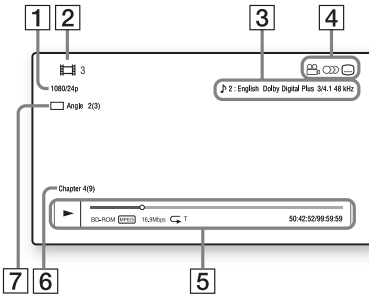 1 2 3 4
3
1080/24p
2 : English Dolby Digital Plus 3/4.1 48 kHz
Angle 2(3)
Chapter 4(9)
BD-ROM MPEG 16.9Mbps T 50:42:52/99:59:59
7 6 5